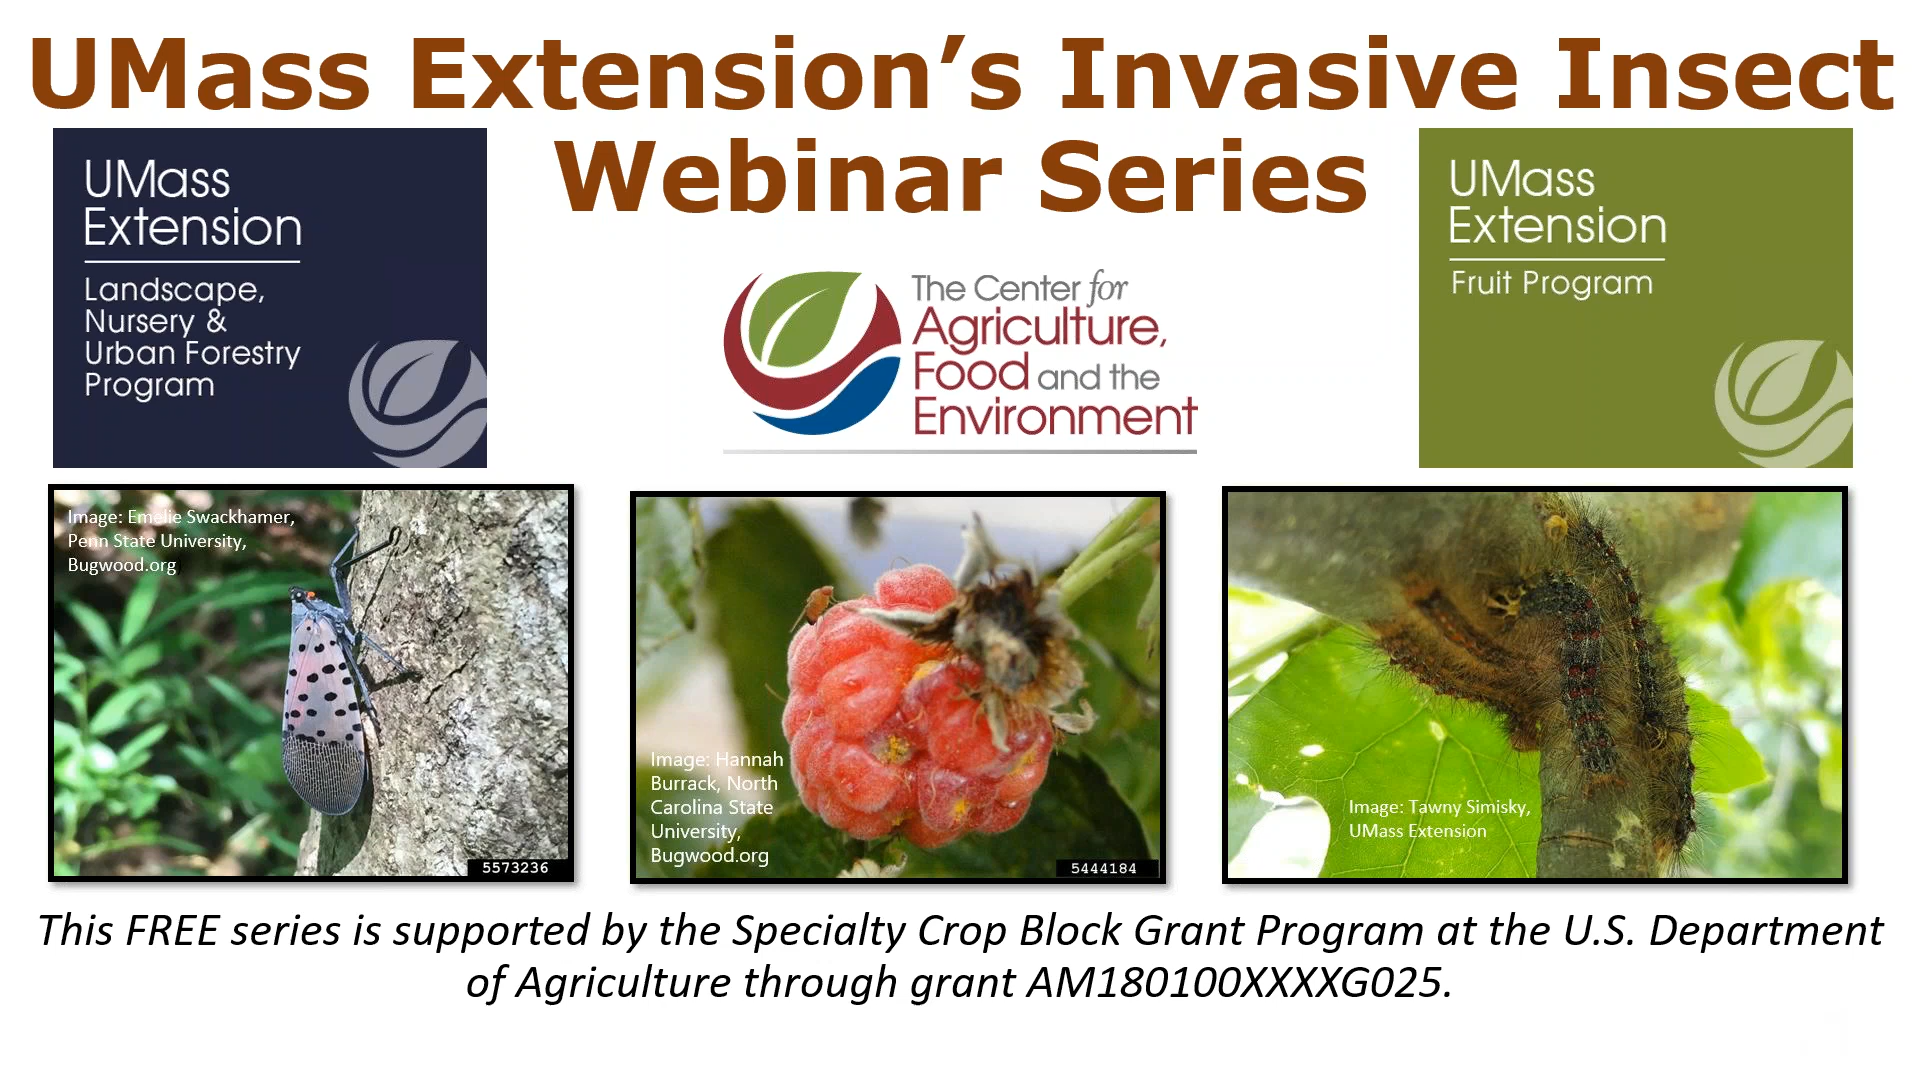 UMass Extension’s Invasive Insect
Webinar Series
UMass
Extension
Landscape,
Nursery &
Urban Forestry
Program
The Center for
Agriculture,
Food and the
Environment
UMass
Extension
Fruit Program
Image: Emelie Swackhamer,
Penn State University,
Bugwood.org
5573236
Image: Hannah
Burrack, North
Carolina State
University,
Bugwood.org
5444184
Image: Tawny Simisky,
UMass Extension
This FREE series is supported by the Specialty Crop Block Grant Program at the U.S. Department
of Agriculture through grant AM180100XXXXG025.